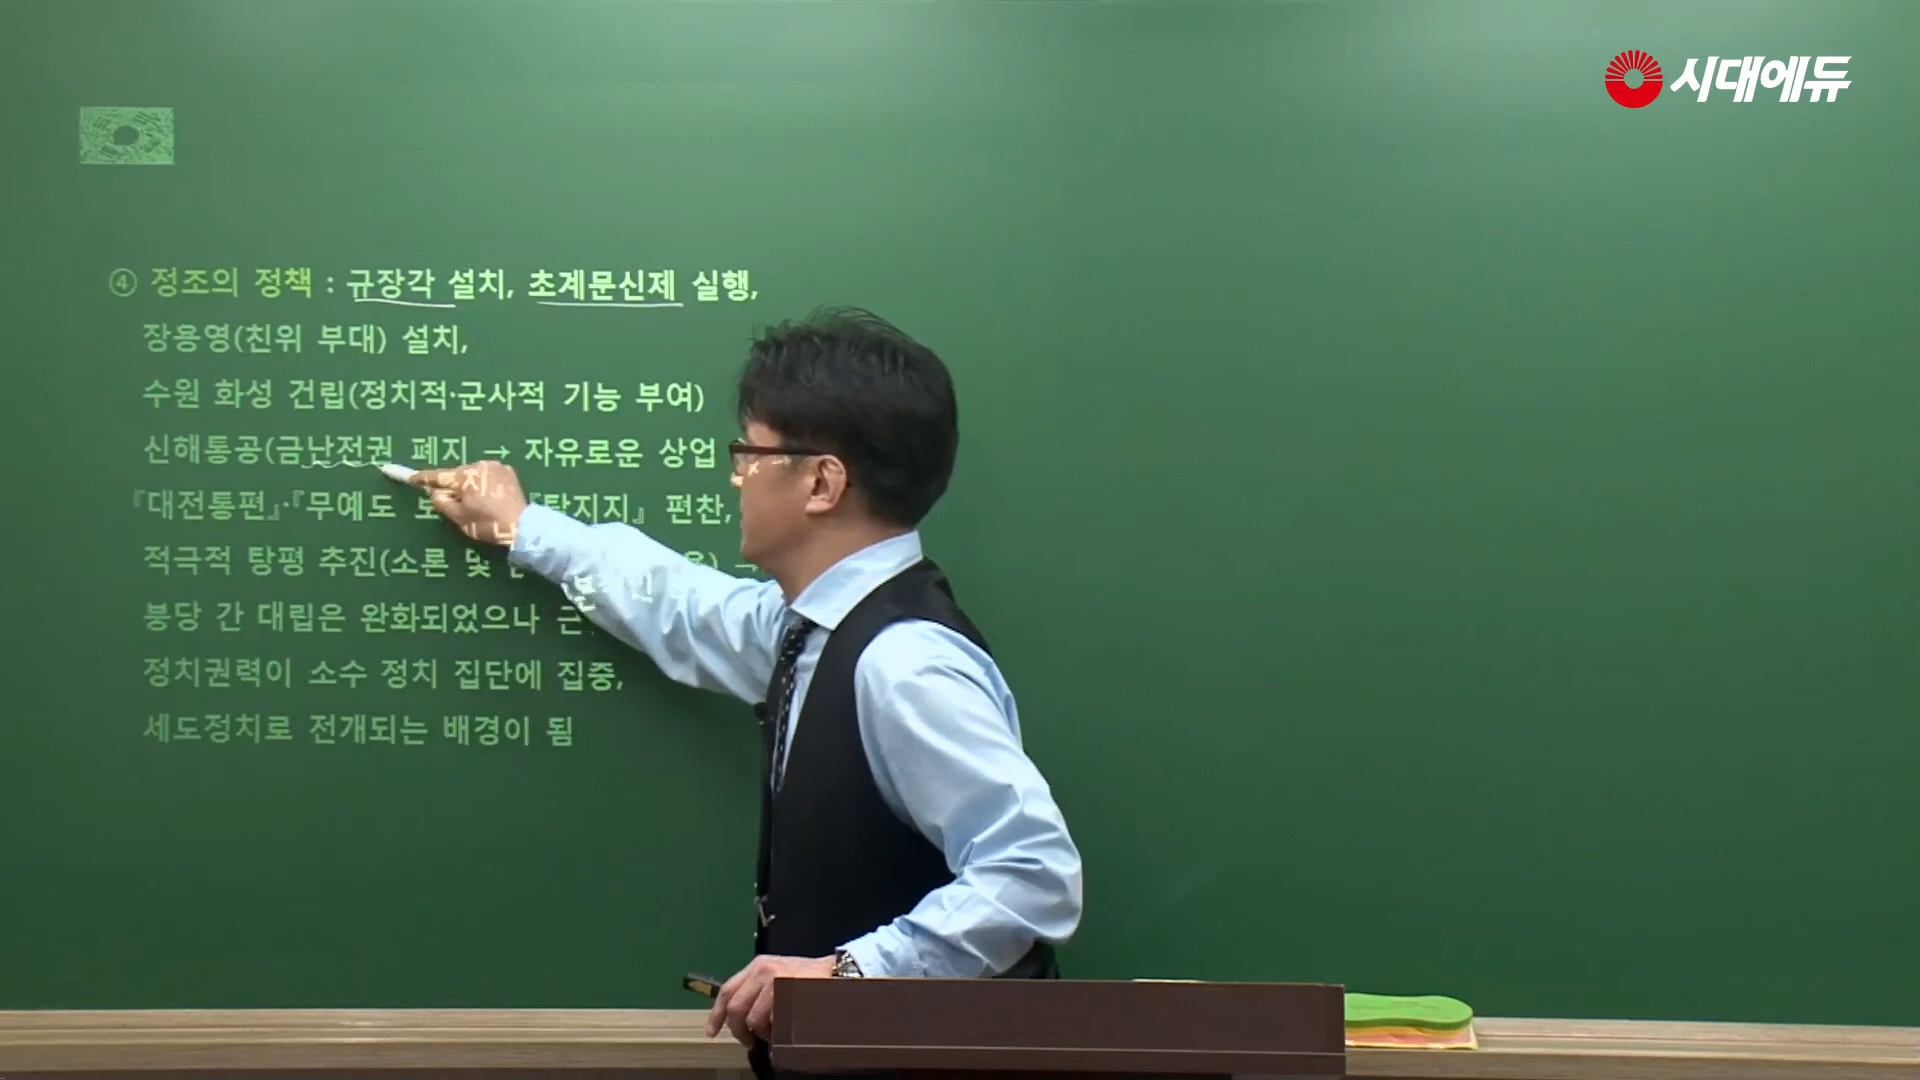 시대에듀
④ 정조의 정책 : 규장각 설치, 초계문신제 실행,
장용영(친위 부대) 설치,
수원 화성 건립(정치적·군사적 기능 부여)
신해통공(금난전권 폐지 → 자유로운 상업
『대전통편』·『무예도 『탁지지』 편찬,
적극적 탕평 추진(소론 및
붕당 간 대립은 완화되었으나
정치권력이 소수 정치 집단에 집중,
세도정치로 전개되는 배경이 됨